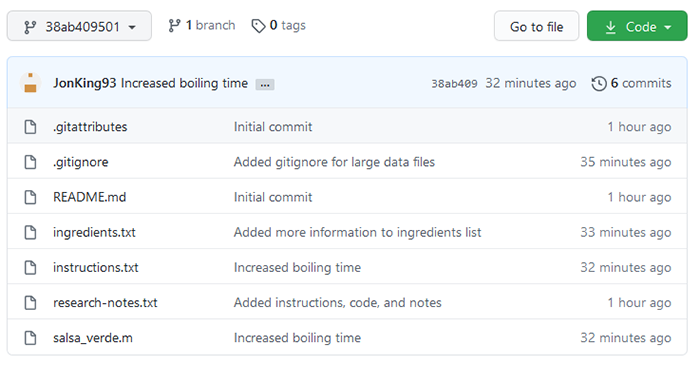 38ab409501 1 branch 0 tags Go to file Code
JonKing93 Increased boiling time ... 38ab409 32 minutes ago 6 commits
.gitattributes Initial commit 1 hour ago
.gitignore Added gitignore for large data files 35 minutes ago
README.md Initial commit 1 hour ago
ingredients.txt Added more information to ingredients list 33 minutes ago
instructions.txt Increased boiling time 32 minutes ago
research-notes.txt Added instructions, code, and notes 1 hour ago
salsa_verde.m Increased boiling time 32 minutes ago